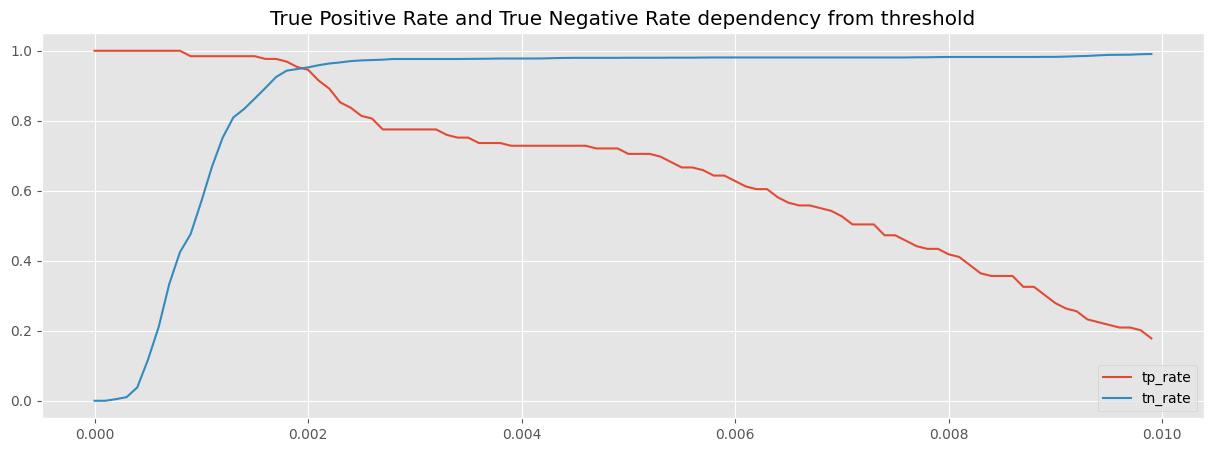 True Positive Rate and True Negative Rate dependency from threshold
1.0
0.8
0.6
0.4
0.2
0.0
0.000 0.002 0.004 0.006 0.008 0.010
tp_rate
tn_rate